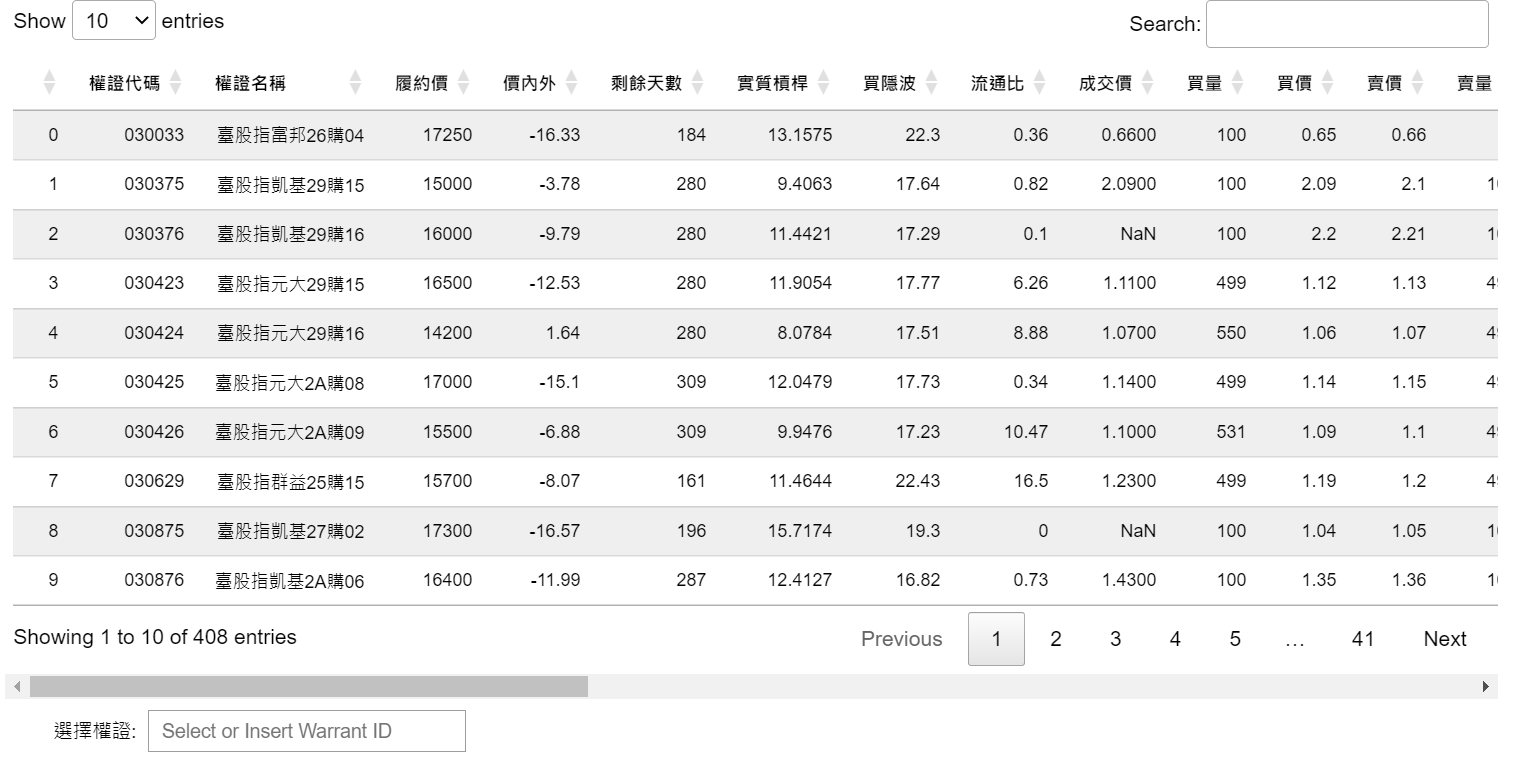 Show 10 entries Search:
權證代碼 權證名稱 履約價 價內外 剩餘天數 實質槓桿 買隱波 流通比 成交價 買量 買價 賣價 賣量
0 030033 臺股指富邦26購04 17250 -16.33 184 13.1575 22.3 0.36 0.6600 100 0.65 0.66
1 030375 臺股指凱基29購15 15000 -3.78 280 9.4063 17.64 0.82 2.0900 100 2.09 2.1
2 030376 臺股指凱基29購16 16000 -9.79 280 11.4421 17.29 0.1 NaN 100 2.2 2.21
3 030423 臺股指元大29購15 16500 -12.53 280 11.9054 17.77 6.26 1.1100 499 1.12 1.13
4 030424 臺股指元大29購16 14200 1.64 280 8.0784 17.51 8.88 1.0700 550 1.06 1.07
5 030425 臺股指元大2A購08 17000 -15.1 309 12.0479 17.73 0.34 1.1400 499 1.14 1.15
6 030426 臺股指元大2A購09 15500 -6.88 309 9.9476 17.23 10.47 1.1000 531 1.09 1.1
7 030629 臺股指群益25購15 15700 -8.07 161 11.4644 22.43 16.5 1.2300 499 1.19 1.2
8 030875 臺股指凱基27購02 17300 -16.57 196 15.7174 19.3 0 NaN 100 1.04 1.05
9 030876 臺股指凱基2A購06 16400 -11.99 287 12.4127 16.82 0.73 1.4300 100 1.35 1.36
Showing 1 to 10 of 408 entries Previous 1 2 3 4 5 … 41 Next
選擇權證: Select or Insert Warrant ID